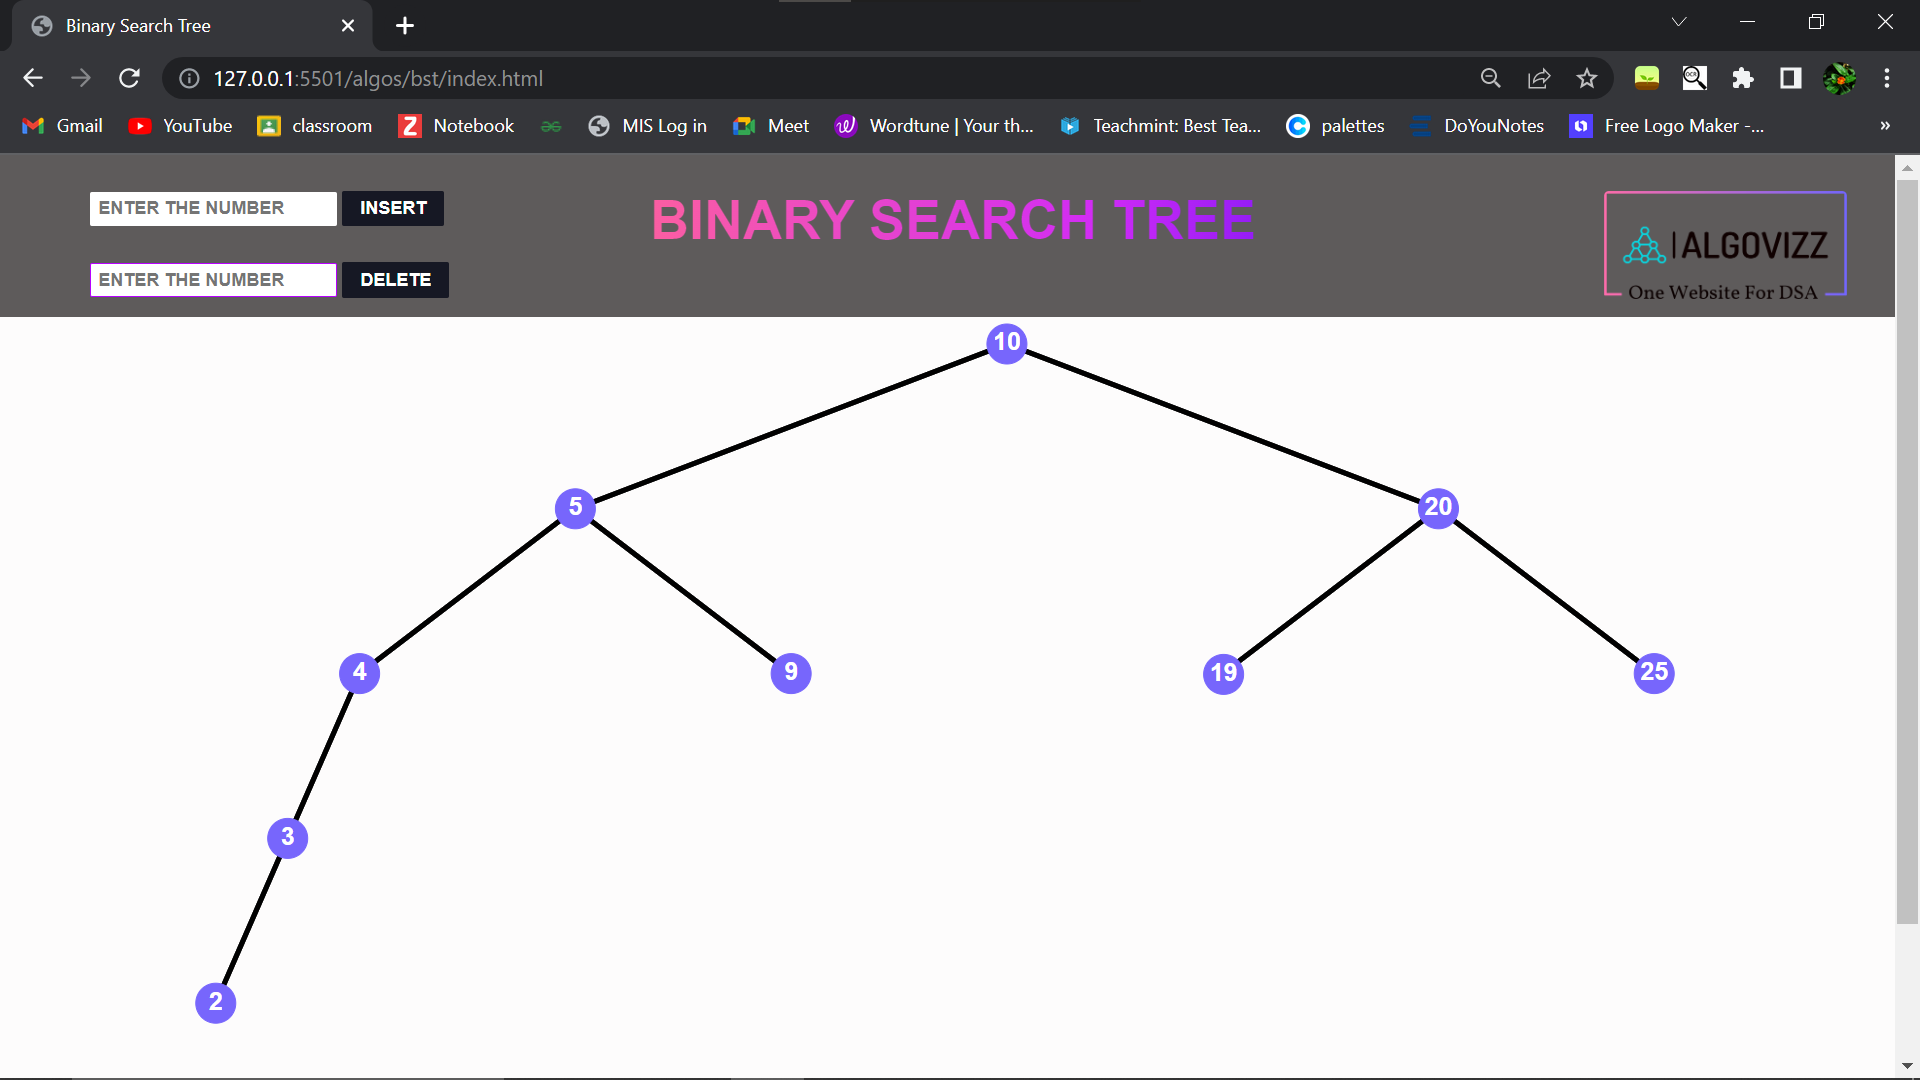 Binary Search Tree
127.0.0.1:5501/algos/bst/index.html
Gmail YouTube classroom Notebook MIS Log in Meet Wordtune | Your th... Teachmint: Best Tea... palettes DoYouNotes Free Logo Maker -... »
ENTER THE NUMBER INSERT
BINARY SEARCH TREE
ENTER THE NUMBER DELETE
ALGOVIZZ
One Website For DSA
10
5 20
4 9 19 25
3
2